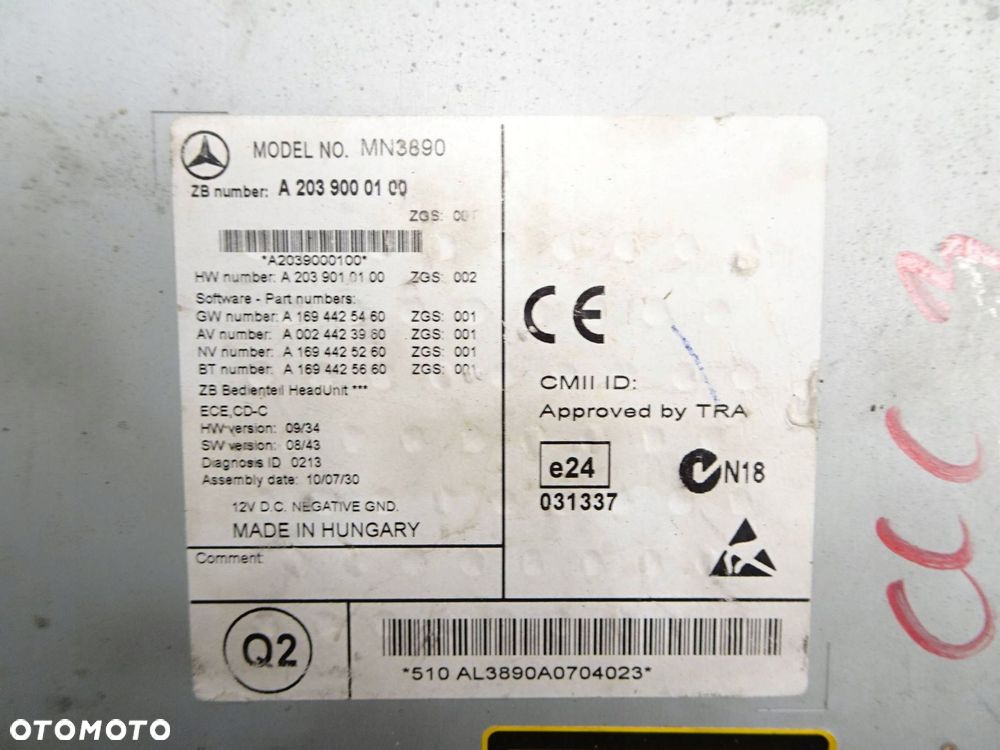 MODEL NO. MN3890
ZB number: A 203 900 01 00
ZGS: 001
*A2039000100*
HW number: A 203 901 01 00 ZGS: 002
Software - Part numbers:
GW number: A 169 442 54 60 ZGS: 001
AV number: A 002 442 39 80 ZGS: 001
NV number: A 169 442 52 60 ZGS: 001
BT number: A 169 442 56 60 ZGS: 001
ZB Bedienteil HeadUnit ***
ECE,CD-C
HW version: 09/34
SW version: 08/43
Diagnosis ID 0213
Assembly date: 10/07/30
12V D.C. NEGATIVE GND.
MADE IN HUNGARY
Comment:
CE
CMII ID:
Approved by TRA
e24
031337
N18
Q2
*510 AL3890A0704023*
CCC 3
OTOMOTO